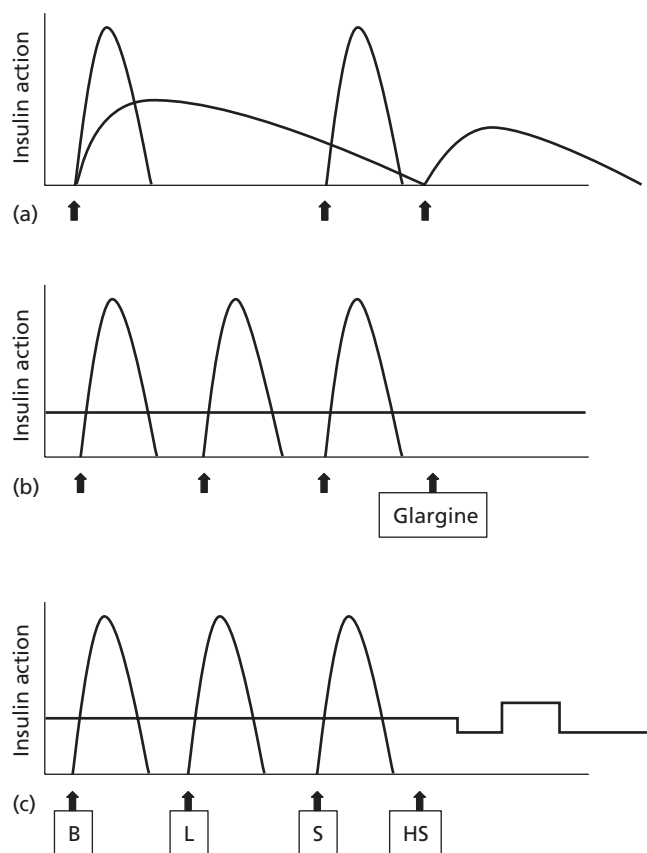 Insulin action
(a)
Insulin action
(b)
Glargine
Insulin action
(c)
B
L
S
HS